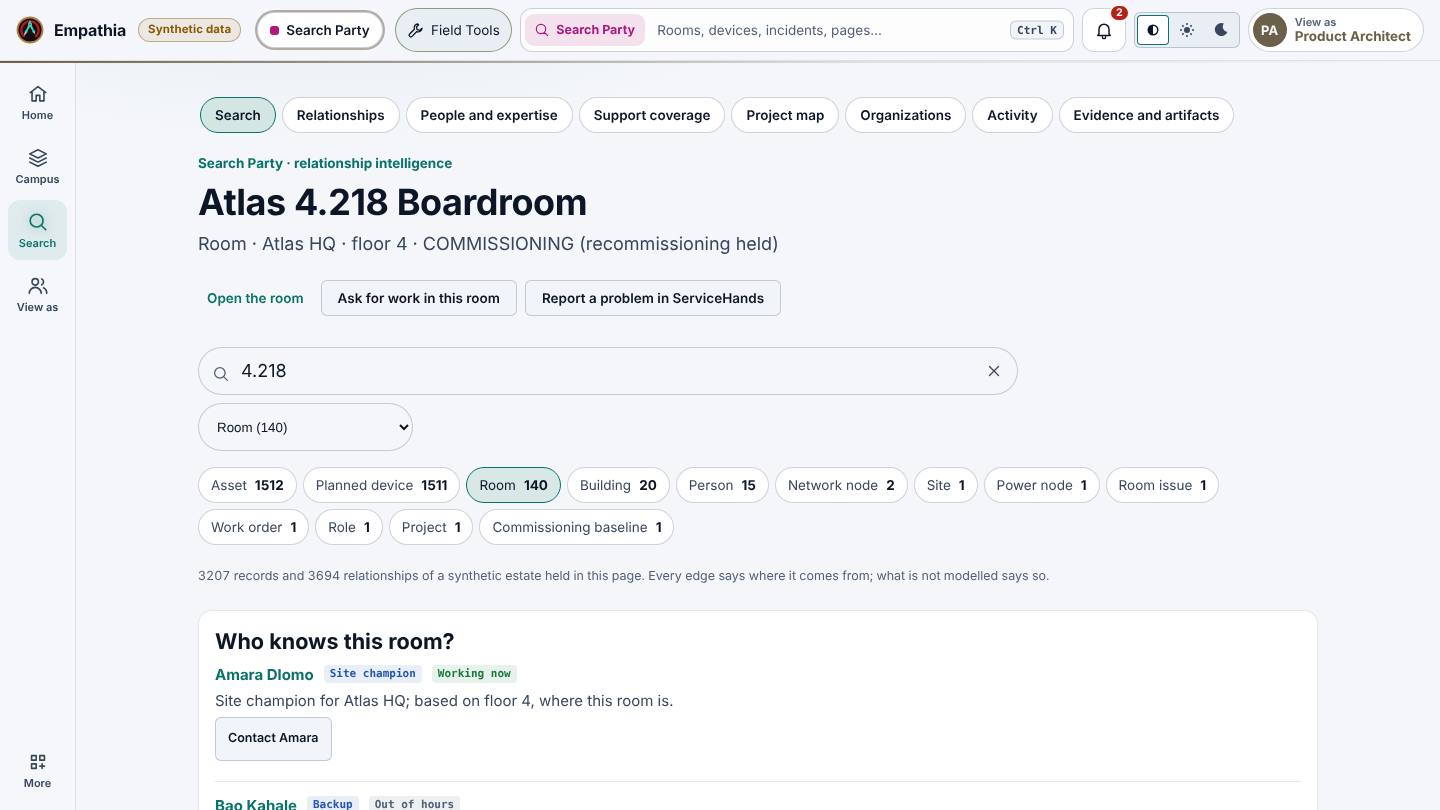 Empathia Synthetic data Search Party Field Tools Search Party Rooms, devices, incidents, pages... Ctrl K 2 PA View as Product Architect
Home
Campus
Search
View as
More
Search Relationships People and expertise Support coverage Project map Organizations Activity Evidence and artifacts
Search Party · relationship intelligence
Atlas 4.218 Boardroom
Room · Atlas HQ · floor 4 · COMMISSIONING (recommissioning held)
Open the room Ask for work in this room Report a problem in ServiceHands
4.218
Room (140)
Asset 1512 Planned device 1511 Room 140 Building 20 Person 15 Network node 2 Site 1 Power node 1 Room issue 1
Work order 1 Role 1 Project 1 Commissioning baseline 1
3207 records and 3694 relationships of a synthetic estate held in this page. Every edge says where it comes from; what is not modelled says so.
Who knows this room?
Amara Dlomo Site champion Working now
Site champion for Atlas HQ; based on floor 4, where this room is.
Contact Amara
Bao Kahale Backup Out of hours